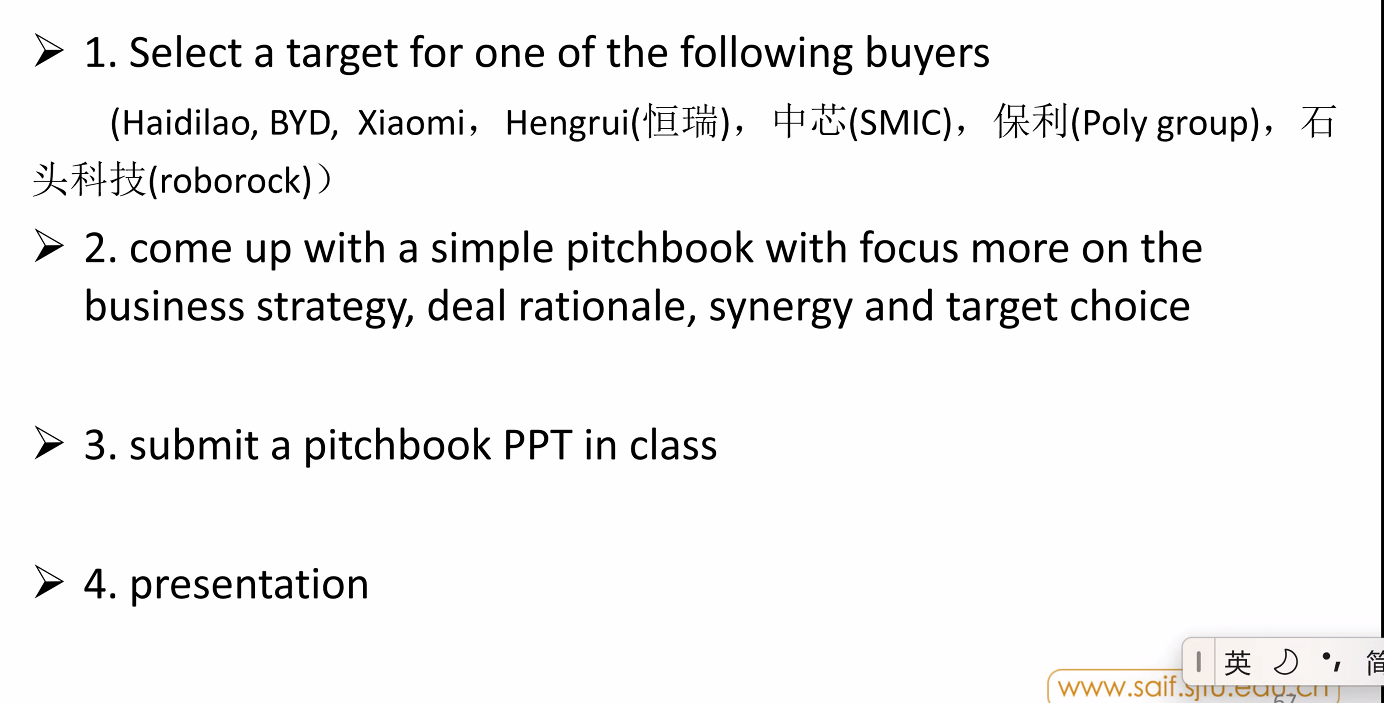 ➢ 1. Select a target for one of the following buyers
(Haidilao, BYD, Xiaomi，Hengrui(恒瑞)，中芯(SMIC)，保利(Poly group)，石
头科技(roborock)）
➢ 2. come up with a simple pitchbook with focus more on the
business strategy, deal rationale, synergy and target choice
➢ 3. submit a pitchbook PPT in class
➢ 4. presentation
英 简
www.saif.sjtu.edu.cn
67